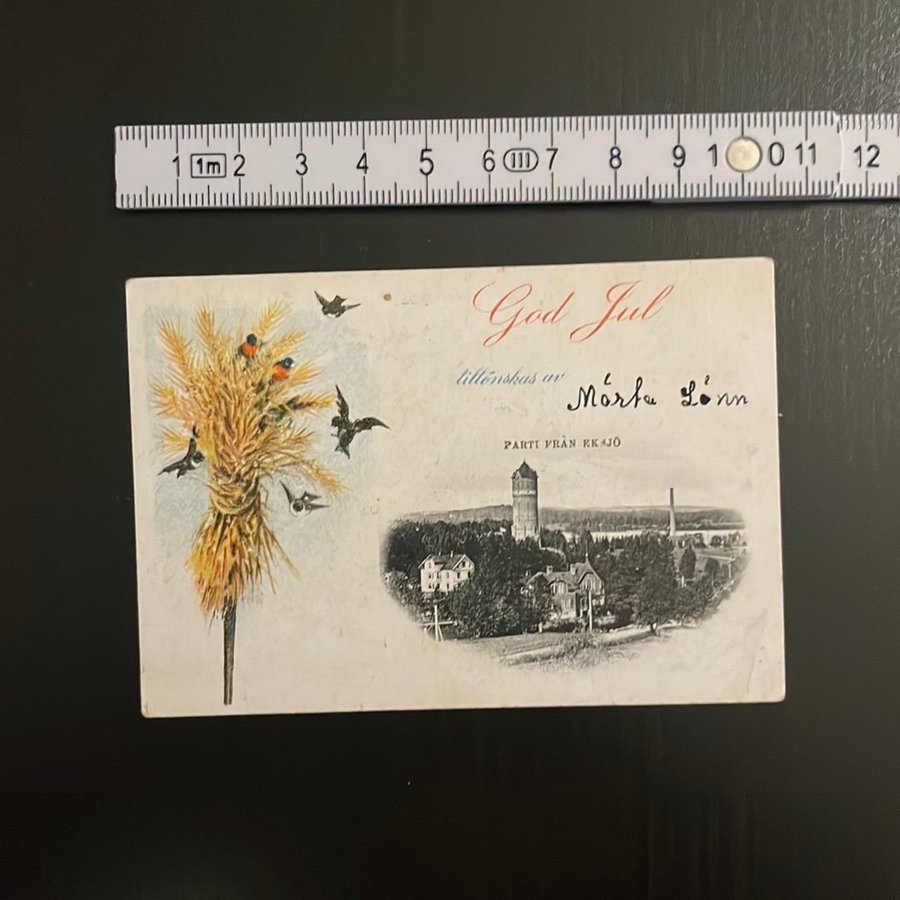 1 1m 2 3 4 5 6 III 7 8 9 10 11 12
God Jul
tillönskas av
Märta Lönn
PARTI FRÅN EKSJÖ